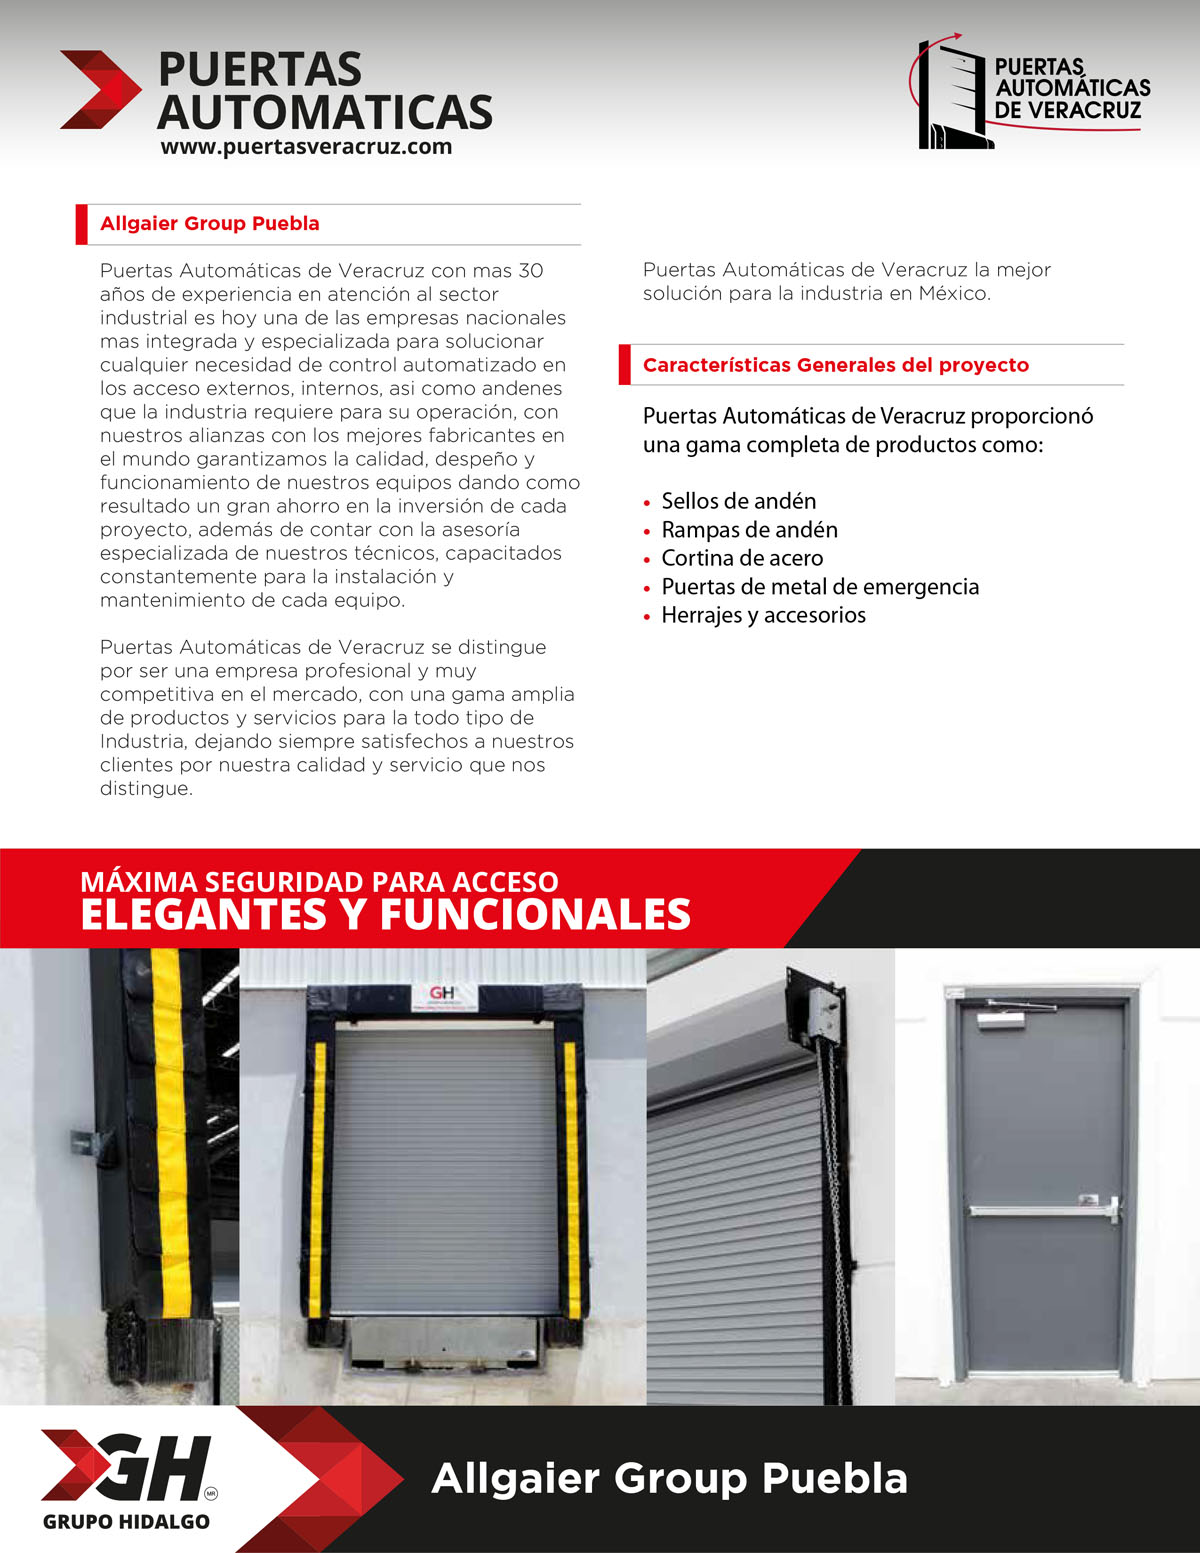 PUERTAS
AUTOMATICAS
www.puertasveracruz.com
PUERTAS
AUTOMÁTICAS
DE VERACRUZ
Allgaier Group Puebla
Puertas Automáticas de Veracruz con mas 30
años de experiencia en atención al sector
industrial es hoy una de las empresas nacionales
mas integrada y especializada para solucionar
cualquier necesidad de control automatizado en
los acceso externos, internos, asi como andenes
que la industria requiere para su operación, con
nuestros alianzas con los mejores fabricantes en
el mundo garantizamos la calidad, despeño y
funcionamiento de nuestros equipos dando como
resultado un gran ahorro en la inversión de cada
proyecto, además de contar con la asesoría
especializada de nuestros técnicos, capacitados
constantemente para la instalación y
mantenimiento de cada equipo.
Puertas Automáticas de Veracruz se distingue
por ser una empresa profesional y muy
competitiva en el mercado, con una gama amplia
de productos y servicios para la todo tipo de
Industria, dejando siempre satisfechos a nuestros
clientes por nuestra calidad y servicio que nos
distingue.
Puertas Automáticas de Veracruz la mejor
solución para la industria en México.
Características Generales del proyecto
Puertas Automáticas de Veracruz proporcionó
una gama completa de productos como:
• Sellos de andén
• Rampas de andén
• Cortina de acero
• Puertas de metal de emergencia
• Herrajes y accesorios
MÁXIMA SEGURIDAD PARA ACCESO
ELEGANTES Y FUNCIONALES
GH
GH MR
GRUPO HIDALGO
Allgaier Group Puebla